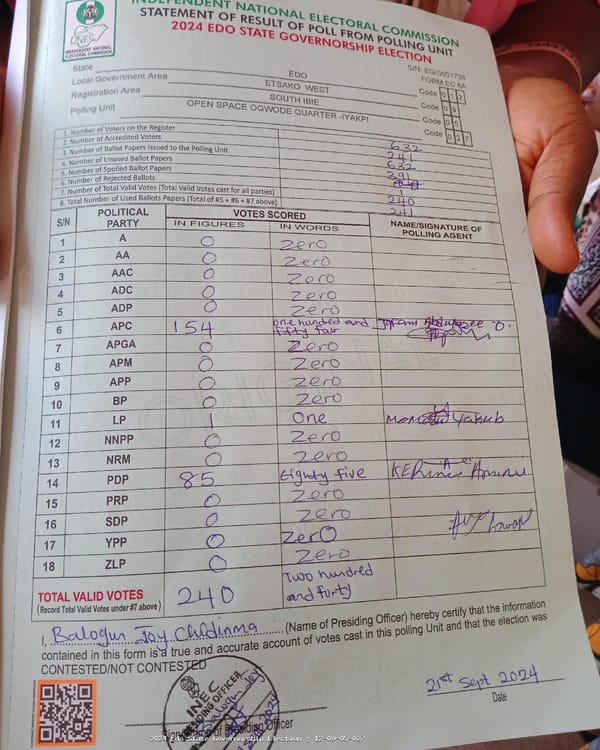 INDEPENDENT NATIONAL ELECTORAL COMMISSION
STATEMENT OF RESULT OF POLL FROM POLLING UNIT
2024 EDO STATE GOVERNORSHIP ELECTION
INEC
INDEPENDENT NATIONAL ELECTORAL COMMISSION
S/N: EG/0001735
FORM EC 8A
State EDO Code 0 1 2
Local Government Area ETSAKO WEST Code 0 9
Registration Area SOUTH IBIE Code 0 5
Polling Unit OPEN SPACE OGWODE QUARTER -IYAKPI Code 0 2 7
1. Number of Voters on the Register 632
2. Number of Accredited Voters 241
3. Number of Ballot Papers Issued to the Polling Unit 632
4. Number of Unused Ballot Papers 391
5. Number of Spoiled Ballot Papers
6. Number of Rejected Ballots 1
7. Number of Total Valid Votes (Total Valid Votes cast for all parties) 240
8. Total Number of Used Ballots Papers (Total of #5 + #6 + #7 above) 241
S/N POLITICAL PARTY VOTES SCORED NAME/SIGNATURE OF POLLING AGENT
IN FIGURES IN WORDS
1 A 0 Zero
2 AA 0 Zero
3 AAC 0 Zero
4 ADC 0 Zero
5 ADP 0 Zero
6 APC 154 one hundred and fifty four
7 APGA 0 Zero
8 APM 0 Zero
9 APP 0 Zero
10 BP 0 Zero
11 LP 1 One Yakub
12 NNPP 0 Zero
13 NRM 0 Zero
14 PDP 85 Eighty five
15 PRP 0 Zero
16 SDP 0 Zero
17 YPP 0 Zero
18 ZLP 0 Zero
TOTAL VALID VOTES 240 Two hundred and forty
(Record Total Valid Votes under #7 above)
ORIGINAL
I, Balogun Joy Chidinma (Name of Presiding Officer) hereby certify that the information
contained in this form is a true and accurate account of votes cast in this polling Unit and that the election was
CONTESTED/NOT CONTESTED
INEC
PRESIDING OFFICER
21st Sept 2024
Date
Presiding Officer
2024 Edo State Governorship Election : 12-09-05-027